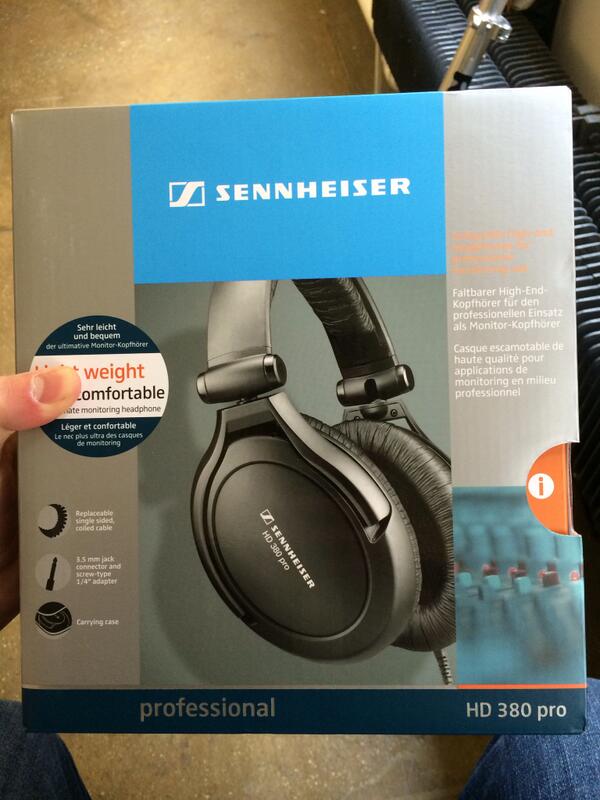 SENNHEISER
Faltbarer High-End-
Kopfhörer für den
professionellen Einsatz
als Monitor-Kopfhörer
Casque escamotable de
haute qualité pour
applications de
monitoring en milieu
professionnel
Sehr leicht
und bequem
der ultimative Monitor-Kopfhörer
weight
comfortable
monitoring headphone
Léger et confortable
Le nec plus ultra des casques
de monitoring
Replaceable
single sided,
coiled cable
3.5 mm jack
connector and
screw-type
1/4" adapter
Carrying case
SENNHEISER
HD 380 pro
i
professional
HD 380 pro